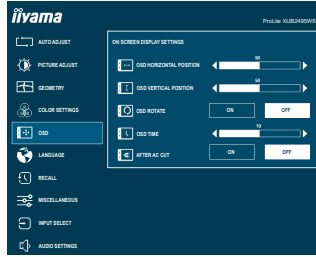 iiyama
ProLite XUB2495WS
AUTO ADJUST
ON SCREEN DISPLAY SETTINGS
PICTURE ADJUST
50
OSD HORIZONTAL POSITION
GEOMETRY
50
OSD VERTICAL POSITION
COLOR SETTINGS
OSD ROTATE ON OFF
OSD
10
OSD TIME
LANGUAGE
AFTER AC CUT ON OFF
RECALL
MISCELLANEOUS
INPUT SELECT
AUDIO SETTINGS